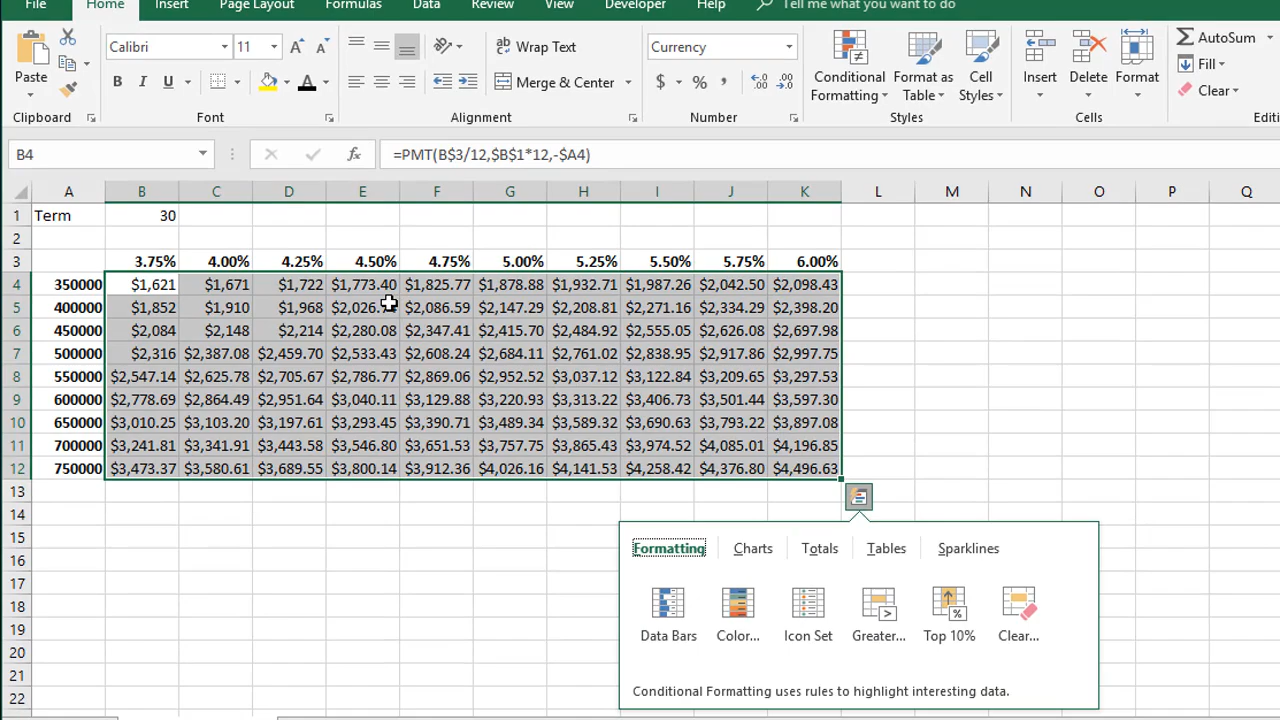 File Home Insert Page Layout Formulas Data Review View Developer Help Tell me what you want to do
Calibri 11 Wrap Text Currency AutoSum
Paste Conditional Formatting Format as Table Cell Styles Insert Delete Format Fill
B I U A Merge & Center $ % , Clear
Clipboard Font Alignment Number Styles Cells Editi
B4 fx =PMT(B$3/12,$B$1*12,-$A4)
A B C D E F G H I J K L M N O P Q
1 Term 30
2
3 3.75% 4.00% 4.25% 4.50% 4.75% 5.00% 5.25% 5.50% 5.75% 6.00%
4 350000 $1,621 $1,671 $1,722 $1,773.40 $1,825.77 $1,878.88 $1,932.71 $1,987.26 $2,042.50 $2,098.43
5 400000 $1,852 $1,910 $1,968 $2,026. $2,086.59 $2,147.29 $2,208.81 $2,271.16 $2,334.29 $2,398.20
6 450000 $2,084 $2,148 $2,214 $2,280.08 $2,347.41 $2,415.70 $2,484.92 $2,555.05 $2,626.08 $2,697.98
7 500000 $2,316 $2,387.08 $2,459.70 $2,533.43 $2,608.24 $2,684.11 $2,761.02 $2,838.95 $2,917.86 $2,997.75
8 550000 $2,547.14 $2,625.78 $2,705.67 $2,786.77 $2,869.06 $2,952.52 $3,037.12 $3,122.84 $3,209.65 $3,297.53
9 600000 $2,778.69 $2,864.49 $2,951.64 $3,040.11 $3,129.88 $3,220.93 $3,313.22 $3,406.73 $3,501.44 $3,597.30
10 650000 $3,010.25 $3,103.20 $3,197.61 $3,293.45 $3,390.71 $3,489.34 $3,589.32 $3,690.63 $3,793.22 $3,897.08
11 700000 $3,241.81 $3,341.91 $3,443.58 $3,546.80 $3,651.53 $3,757.75 $3,865.43 $3,974.52 $4,085.01 $4,196.85
12 750000 $3,473.37 $3,580.61 $3,689.55 $3,800.14 $3,912.36 $4,026.16 $4,141.53 $4,258.42 $4,376.80 $4,496.63
13
14
15
16
17
18
19
20
21
22
Formatting Charts Totals Tables Sparklines
Data Bars Color... Icon Set Greater... Top 10% Clear...
Conditional Formatting uses rules to highlight interesting data.